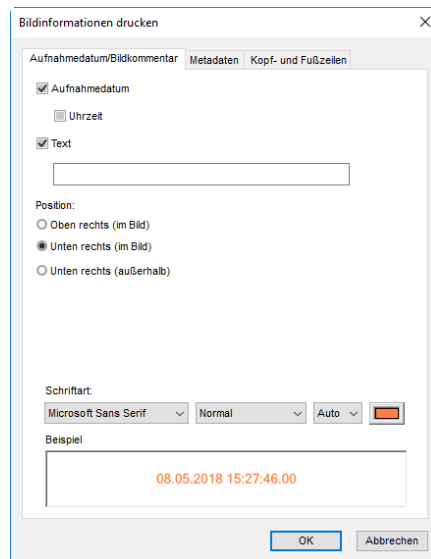 Bildinformationen drucken
Aufnahmedatum/Bildkommentar Metadaten Kopf- und Fußzeilen
Aufnahmedatum
Uhrzeit
Text
Position:
Oben rechts (im Bild)
Unten rechts (im Bild)
Unten rechts (außerhalb)
Schriftart:
Microsoft Sans Serif Normal Auto
Beispiel
08.05.2018 15:27:46.00
OK Abbrechen